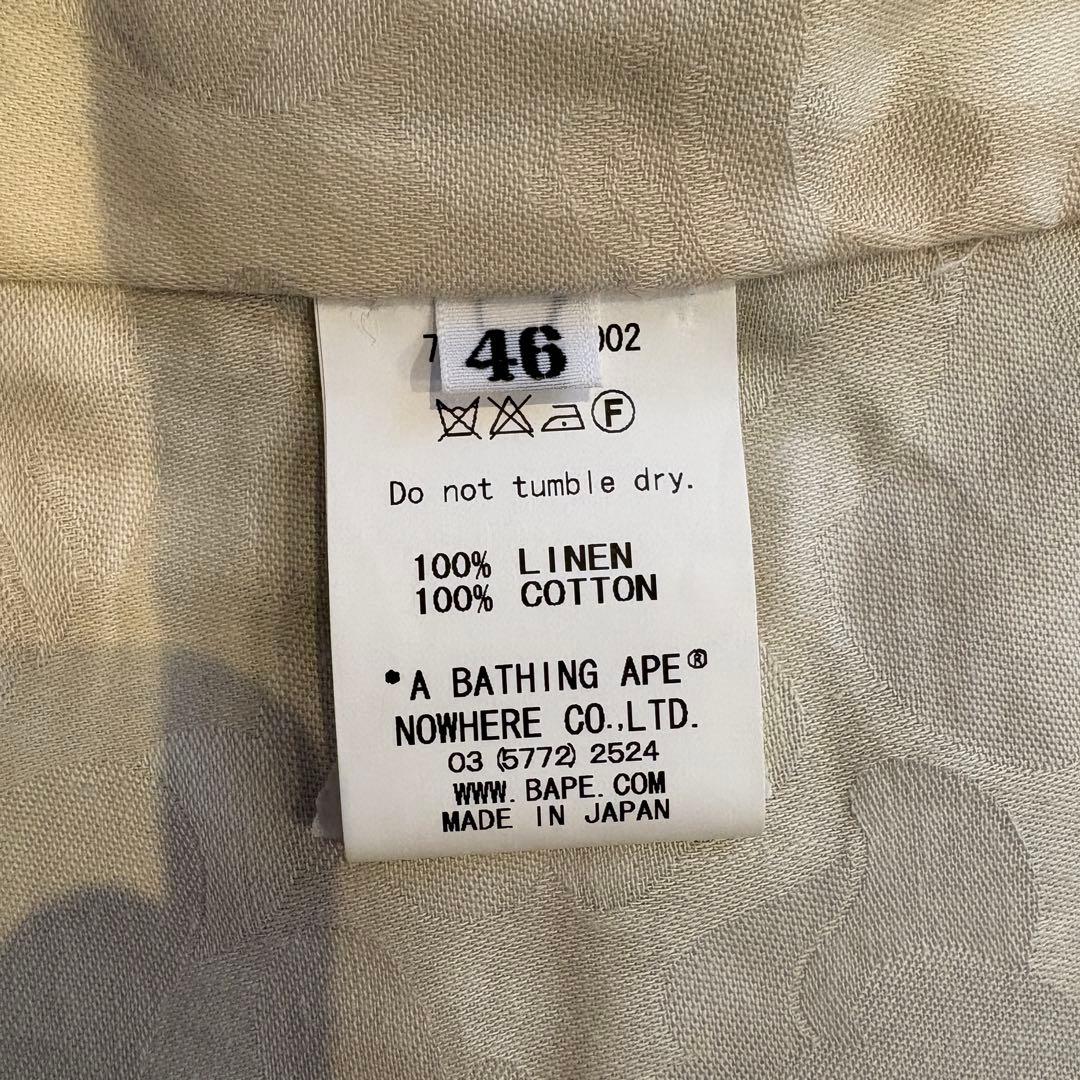 46
Do not tumble dry.
100% LINEN
100% COTTON
*A BATHING APE®
NOWHERE CO.,LTD.
03 (5772) 2524
WWW. BAPE. COM
MADE IN JAPAN